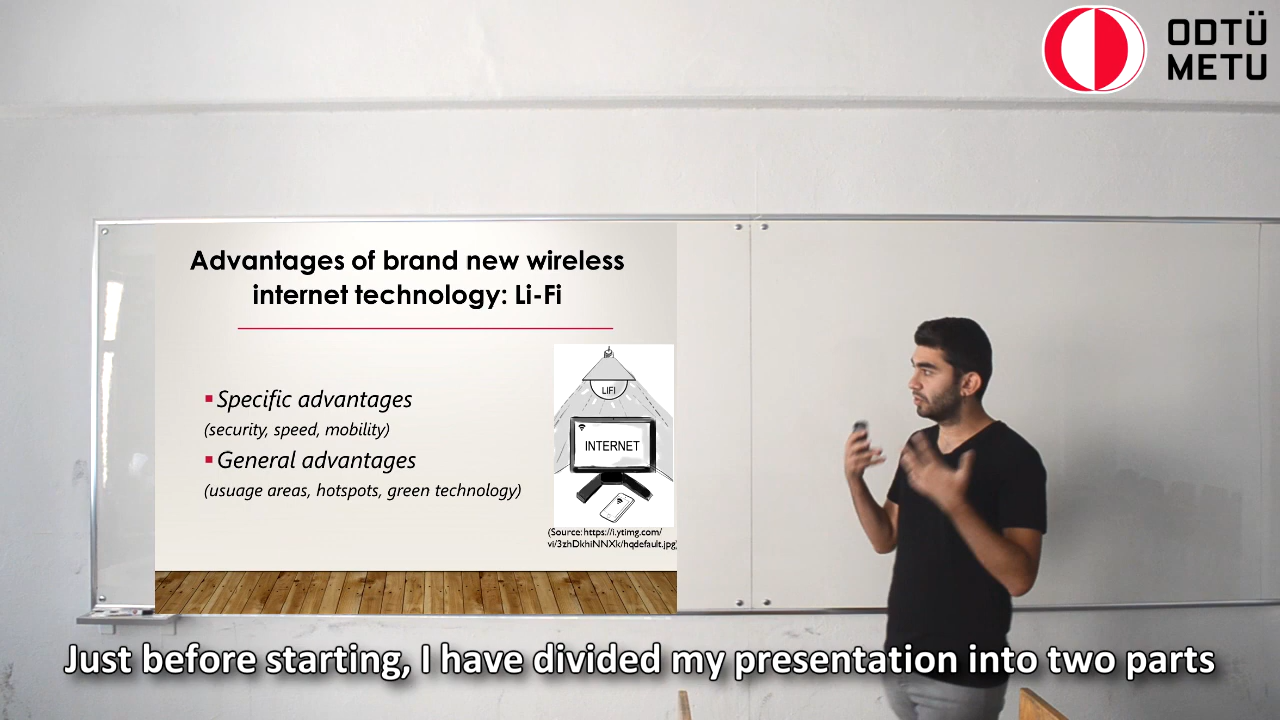 ODTÜ
METU
Advantages of brand new wireless
internet technology: Li-Fi
▪Specific advantages
(security, speed, mobility)
▪General advantages
(usuage areas, hotspots, green technology)
LIFI
INTERNET
(Source: https://i.ytimg.com/
vi/3zhDkhiNNXk/hqdefault.jpg)
Just before starting, I have divided my presentation into two parts